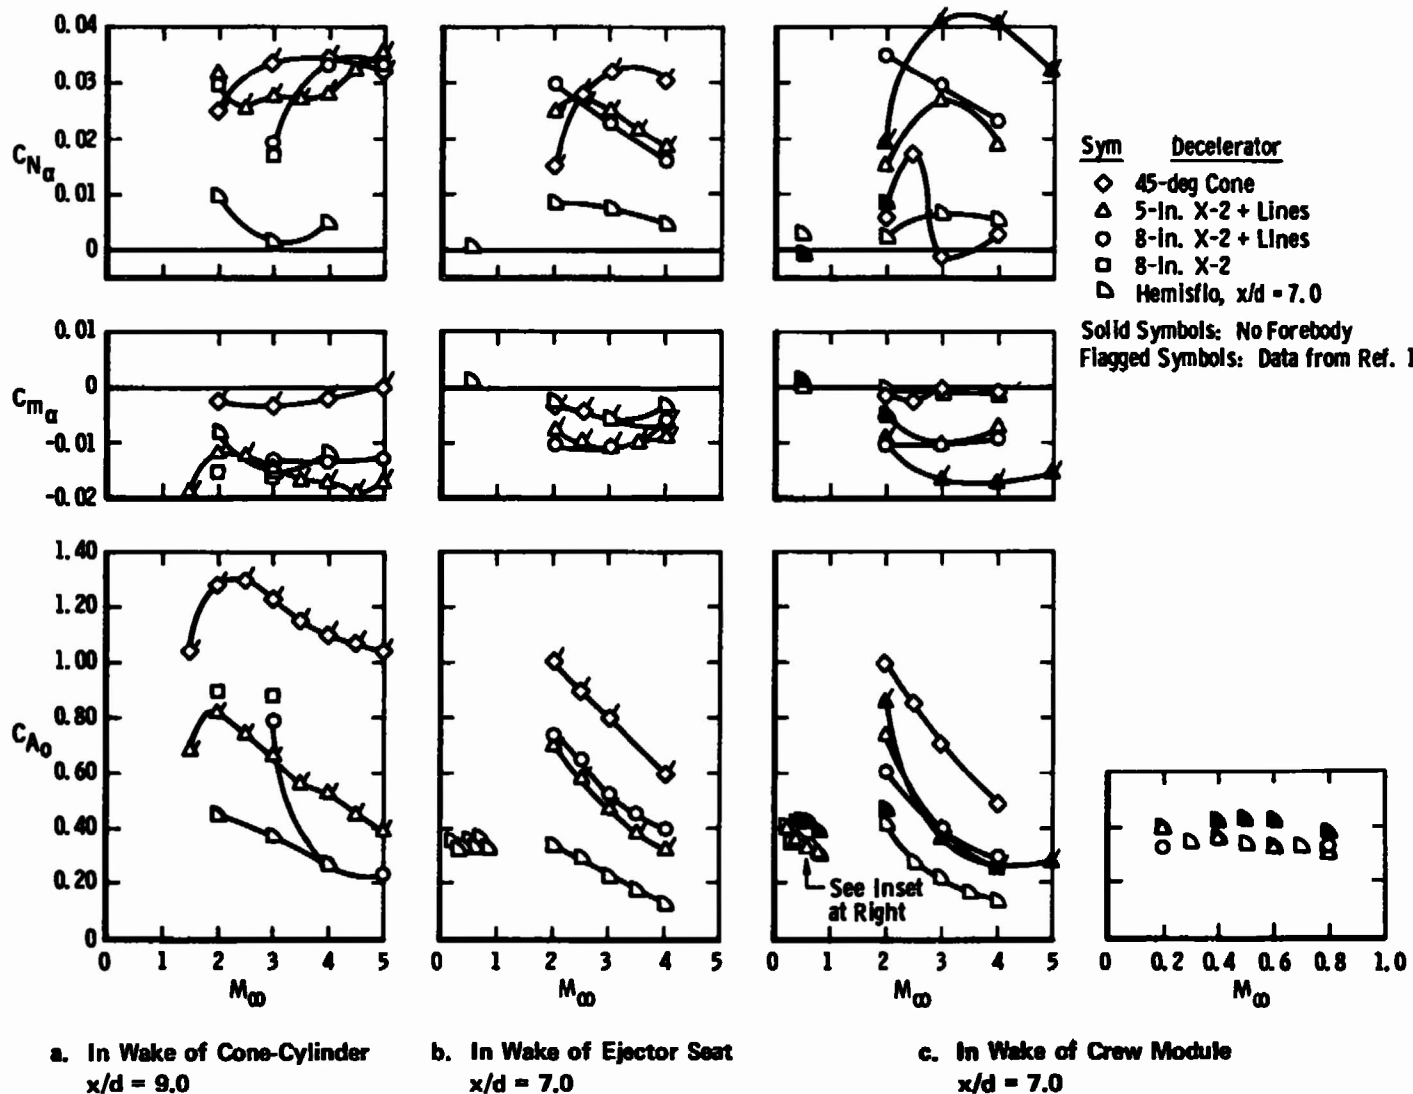 0.04
0.03
0.02
0.01
0
C_Nα
0.01
0
-0.01
-0.02
C_mα
1.40
1.20
1.00
0.80
0.60
0.40
0.20
0
C_A0
0 1 2 3 4 5
M∞
0 1 2 3 4 5
M∞
0 1 2 3 4 5
M∞
See Inset
at Right
0 0.2 0.4 0.6 0.8 1.0
M∞
Sym Decelerator
45-deg Cone
5-In. X-2 + Lines
8-In. X-2 + Lines
8-In. X-2
Hemisflo, x/d = 7.0
Solid Symbols: No Forebody
Flagged Symbols: Data from Ref. 1
a. In Wake of Cone-Cylinder
x/d = 9.0
b. In Wake of Ejector Seat
x/d = 7.0
c. In Wake of Crew Module
x/d = 7.0